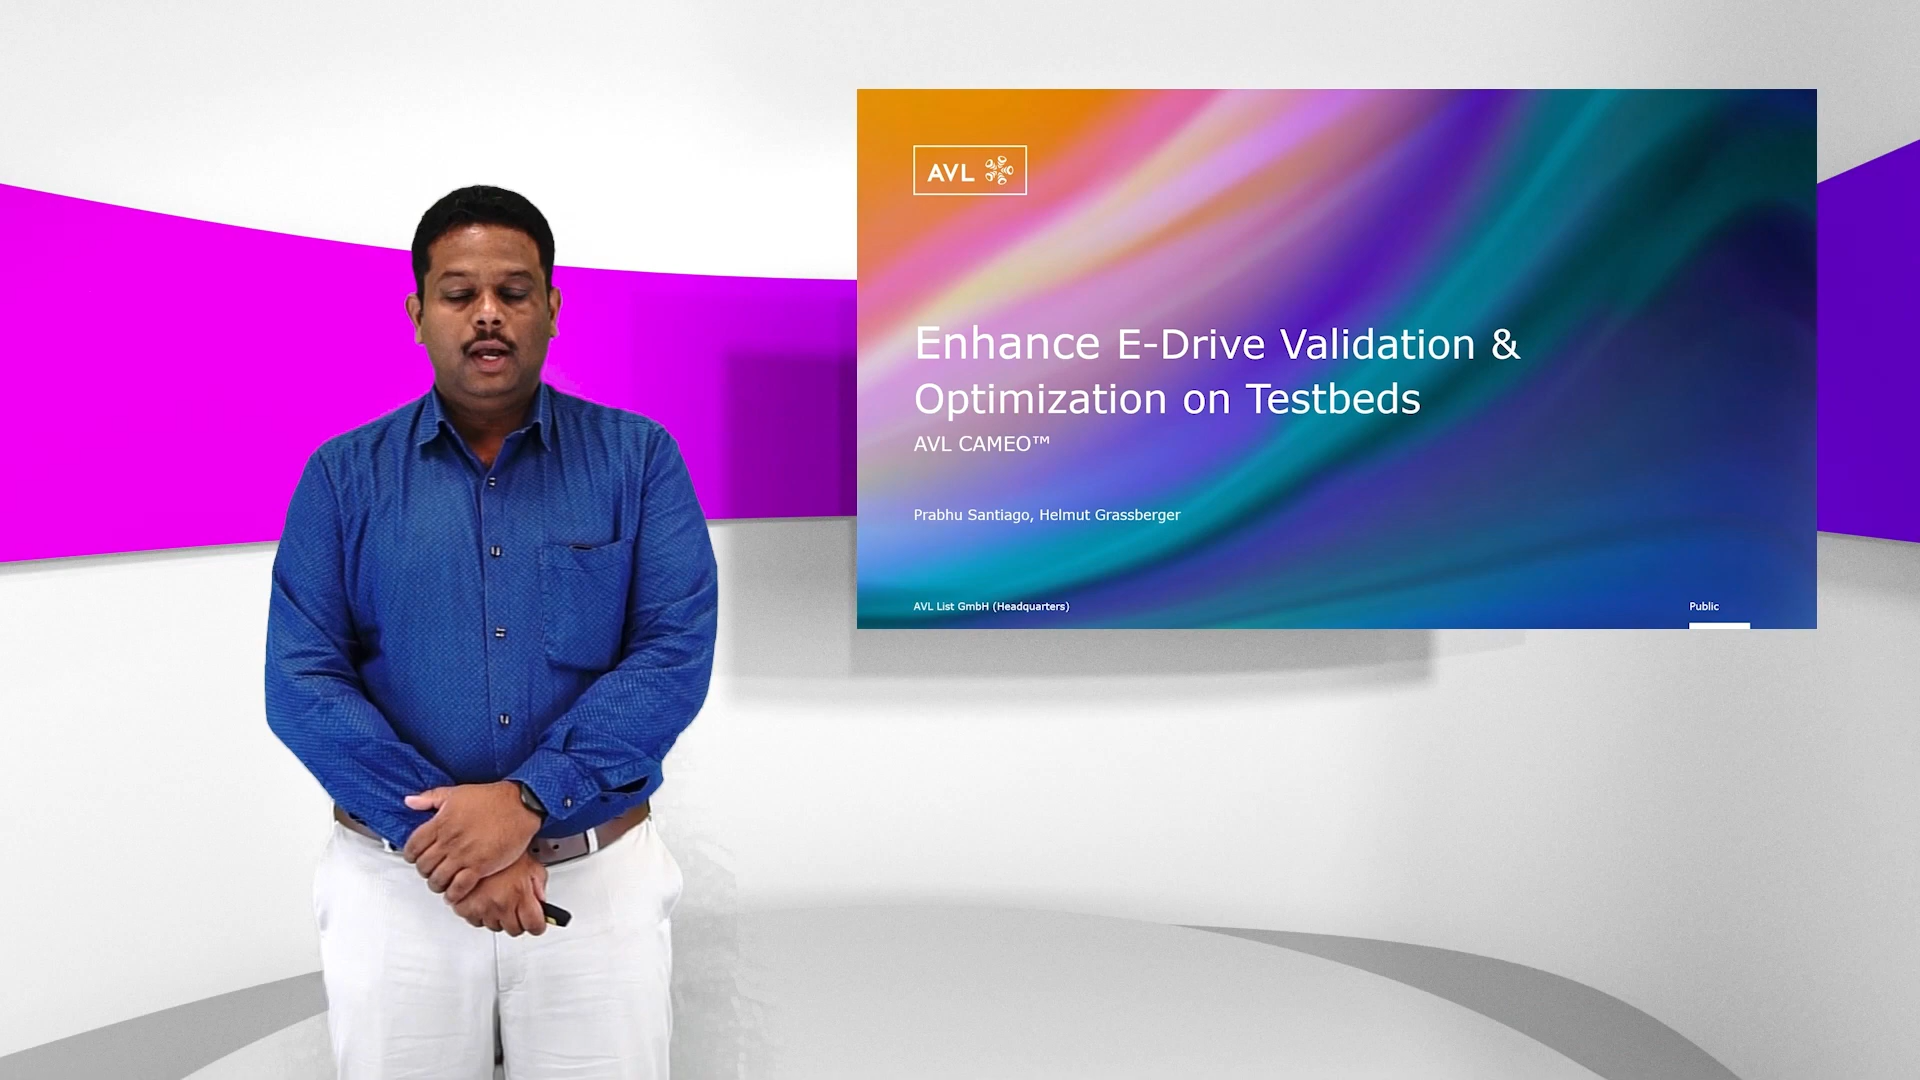 AVL
Enhance E-Drive Validation &
Optimization on Testbeds
AVL CAMEO™
Prabhu Santiago, Helmut Grassberger
AVL List GmbH (Headquarters)
Public